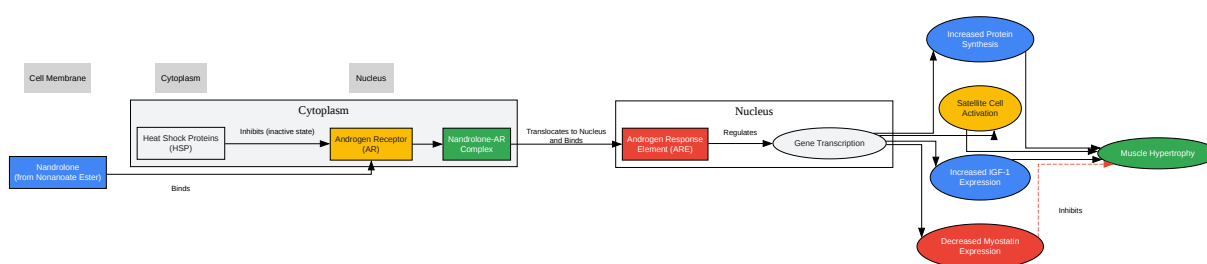 Cell Membrane
Cytoplasm
Nucleus
Cytoplasm
Heat Shock Proteins
(HSP)
Inhibits (inactive state)
Androgen Receptor
(AR)
Nandrolone-AR
Complex
Nandrolone
(from Nonanoate Ester)
Binds
Translocates to Nucleus
and Binds
Nucleus
Androgen Response
Element (ARE)
Regulates
Gene Transcription
Increased Protein
Synthesis
Satellite Cell
Activation
Increased IGF-1
Expression
Decreased Myostatin
Expression
Inhibits
Muscle Hypertrophy